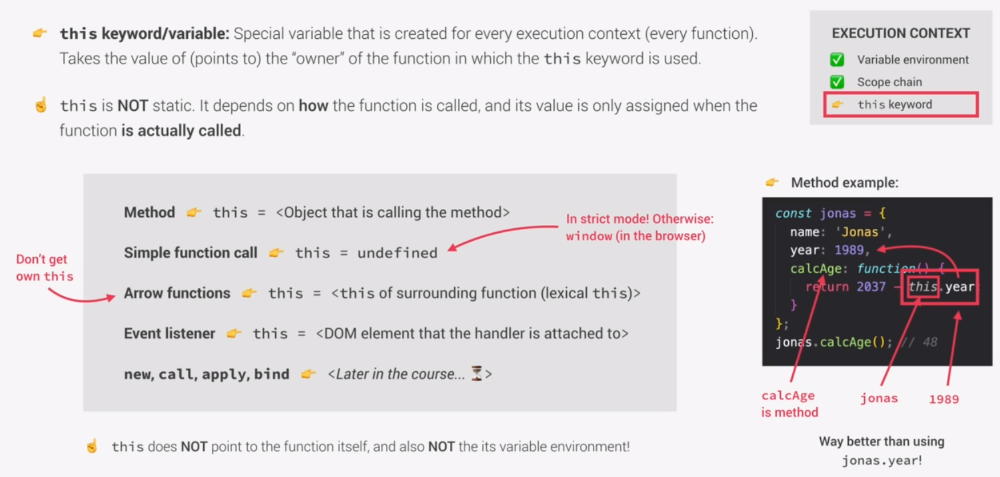 👉 this keyword/variable: Special variable that is created for every execution context (every function).
Takes the value of (points to) the “owner” of the function in which the this keyword is used.
☝️ this is NOT static. It depends on how the function is called, and its value is only assigned when the
function is actually called.
EXECUTION CONTEXT
✅ Variable environment
✅ Scope chain
👉 this keyword
Method 👉 this = <Object that is calling the method>
Simple function call 👉 this = undefined
In strict mode! Otherwise:
window (in the browser)
Don’t get
own this
Arrow functions 👉 this = <this of surrounding function (lexical this)>
Event listener 👉 this = <DOM element that the handler is attached to>
new, call, apply, bind 👉 <Later in the course... ⏳>
☝️ this does NOT point to the function itself, and also NOT the its variable environment!
👉 Method example:
const jonas = {
name: 'Jonas',
year: 1989,
calcAge: function() {
return 2037 - this.year
}
};
jonas.calcAge(); // 48
calcAge
is method
jonas
1989
Way better than using
jonas.year!